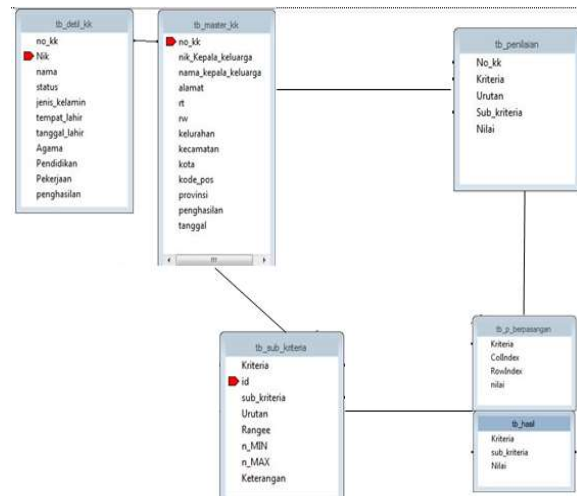 tb_detil_kk
no_kk
Nik
nama
status
jenis_kelamin
tempat_lahir
tanggal_lahir
Agama
Pendidikan
Pekerjaan
penghasilan
tb_master_kk
no_kk
nik_Kepala_keluarga
nama_kepala_keluarga
alamat
rt
rw
kelurahan
kecamatan
kota
kode_pos
provinsi
penghasilan
tanggal
tb_penilaian
No_kk
Kriteria
Urutan
Sub_kriteria
Nilai
tb_sub_kriteria
Kriteria
id
sub_kriteria
Urutan
Rangee
n_MIN
n_MAX
Keterangan
tb_p_berpasangan
Kriteria
ColIndex
RowIndex
nilai
tb_hasil
Kriteria
sub_kriteria
Nilai